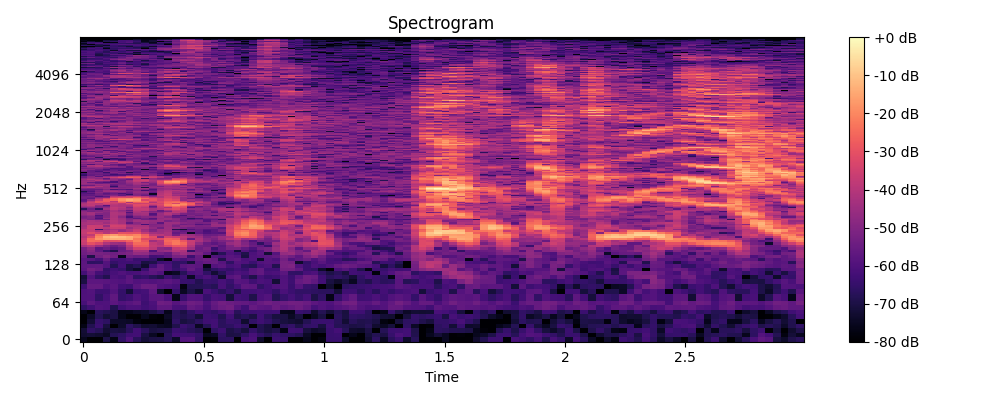 Spectrogram
+0 dB
4096
-10 dB
2048
-20 dB
1024
-30 dB
Hz
512
-40 dB
256
-50 dB
128
-60 dB
64
-70 dB
0
-80 dB
0 0.5 1 1.5 2 2.5
Time